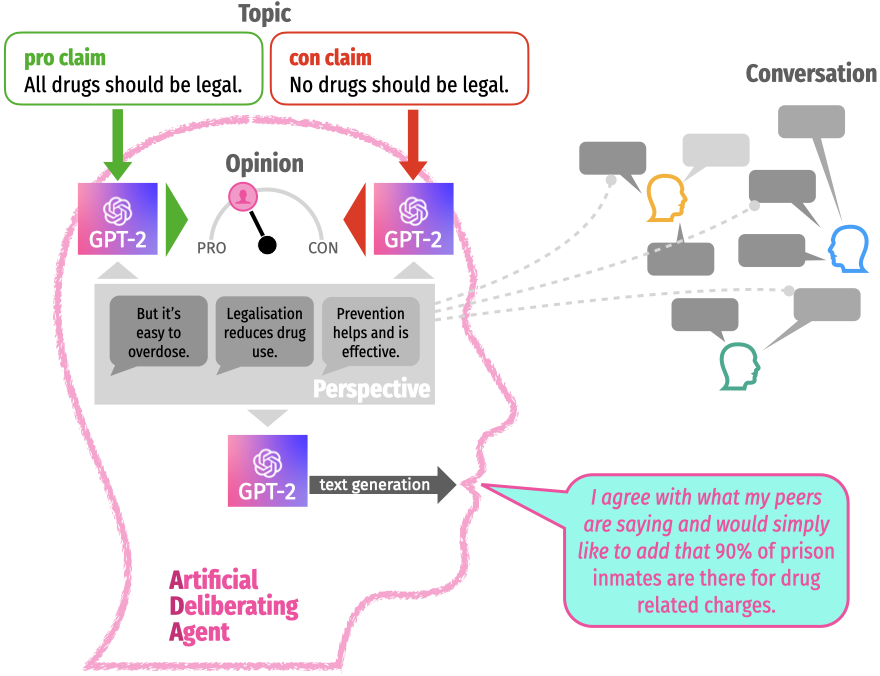 Topic
pro claim
All drugs should be legal.
con claim
No drugs should be legal.
Conversation
Opinion
GPT-2
PRO
CON
GPT-2
But it's
easy to
overdose.
Legalisation
reduces drug
use.
Prevention
helps and is
effective.
Perspective
GPT-2
text generation
I agree with what my peers
are saying and would simply
like to add that 90% of prison
inmates are there for drug
related charges.
Artificial
Deliberating
Agent